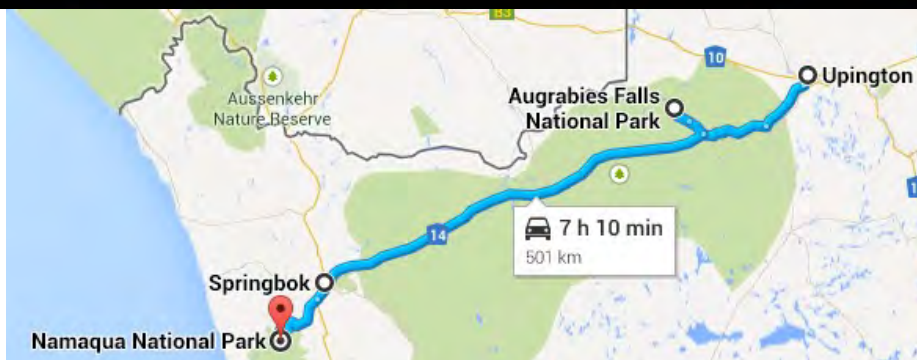 B3
10
Upington
Augrabies Falls
National Park
Aussenkehr
Nature Reserve
14
7 h 10 min
501 km
Springbok
Namaqua National Park